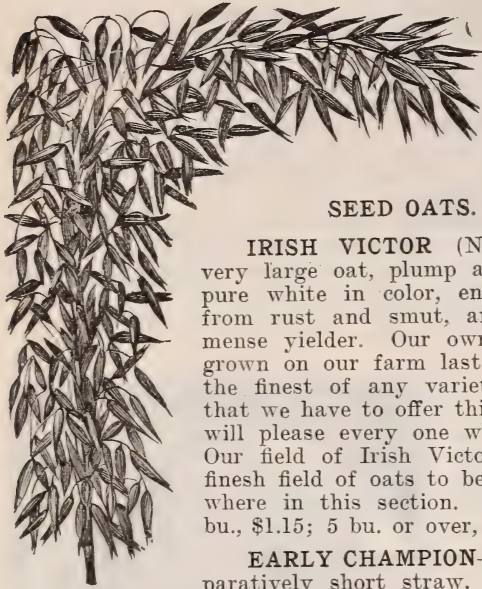 SEED OATS.
IRISH VICTOR (N
very large oat, plump a
pure white in color, en
from rust and smut, a
mense yielder. Our own
grown on our farm last
the finest of any variet
that we have to offer thi
will please every one w
Our field of Irish Victo
finesh field of oats to be
where in this section.
bu., $1.15; 5 bu. or over,
EARLY CHAMPION-
paratively short straw,